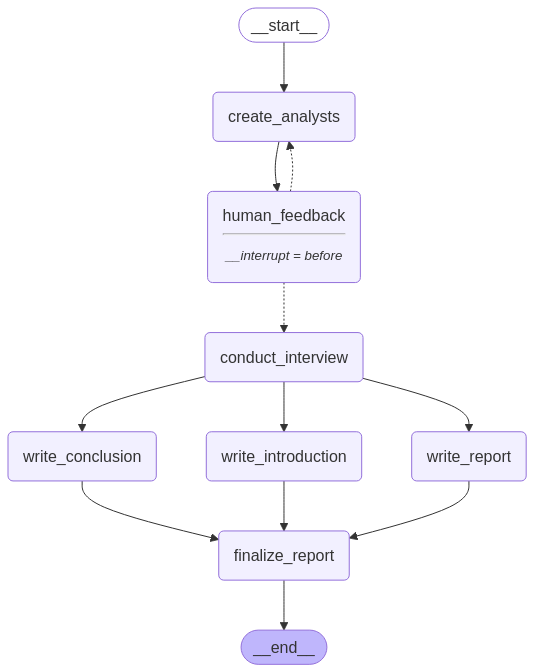 __start__
create_analysts
human_feedback
__interrupt = before
conduct_interview
write_conclusion
write_introduction
write_report
finalize_report
__end__